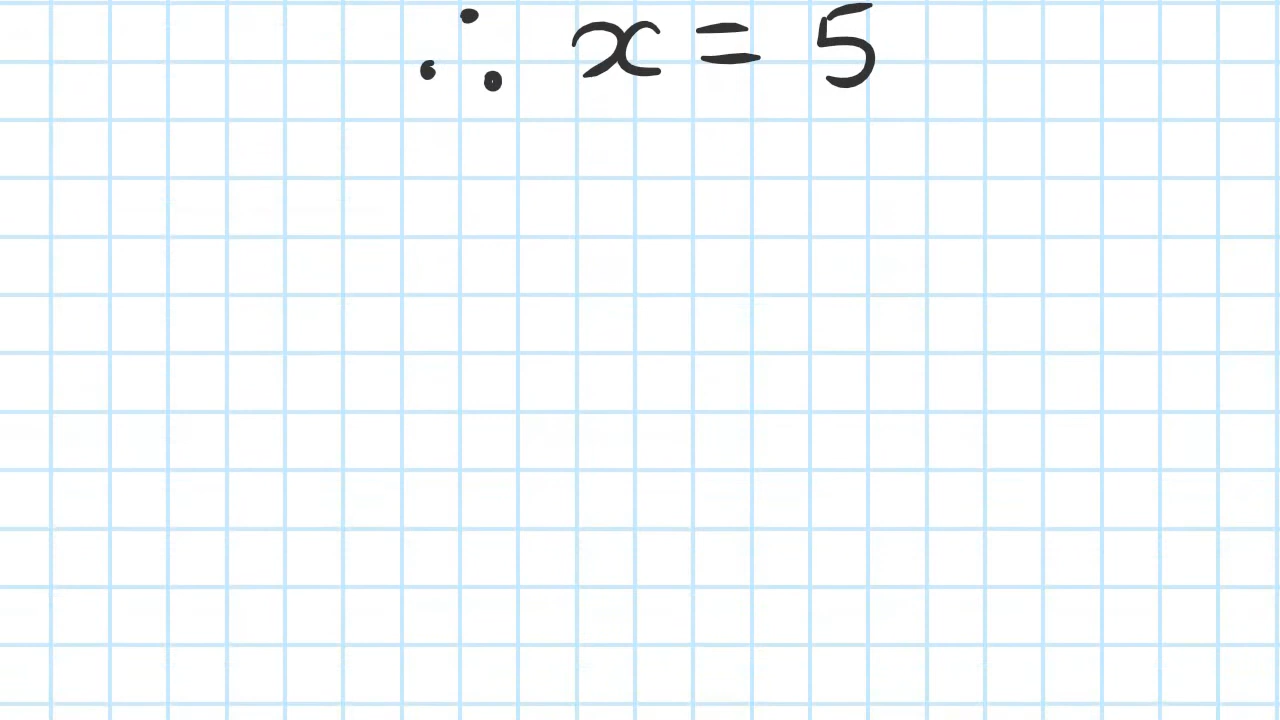 ∴ x = 5